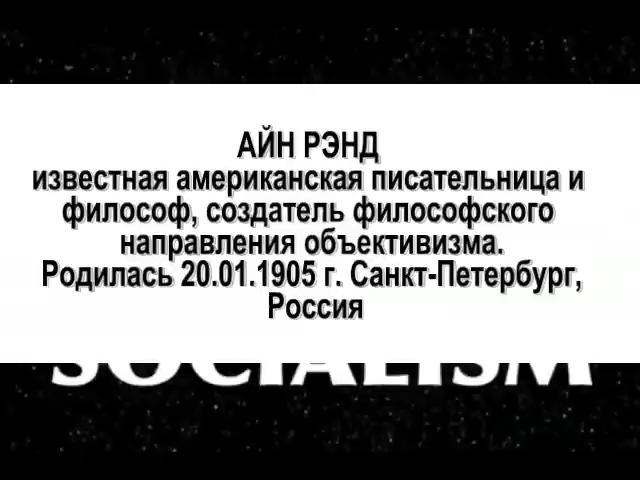 АЙН РЭНД
известная американская писательница и
философ, создатель философского
направления объективизма.
Родилась 20.01.1905 г. Санкт-Петербург,
Россия
SOCIALISM